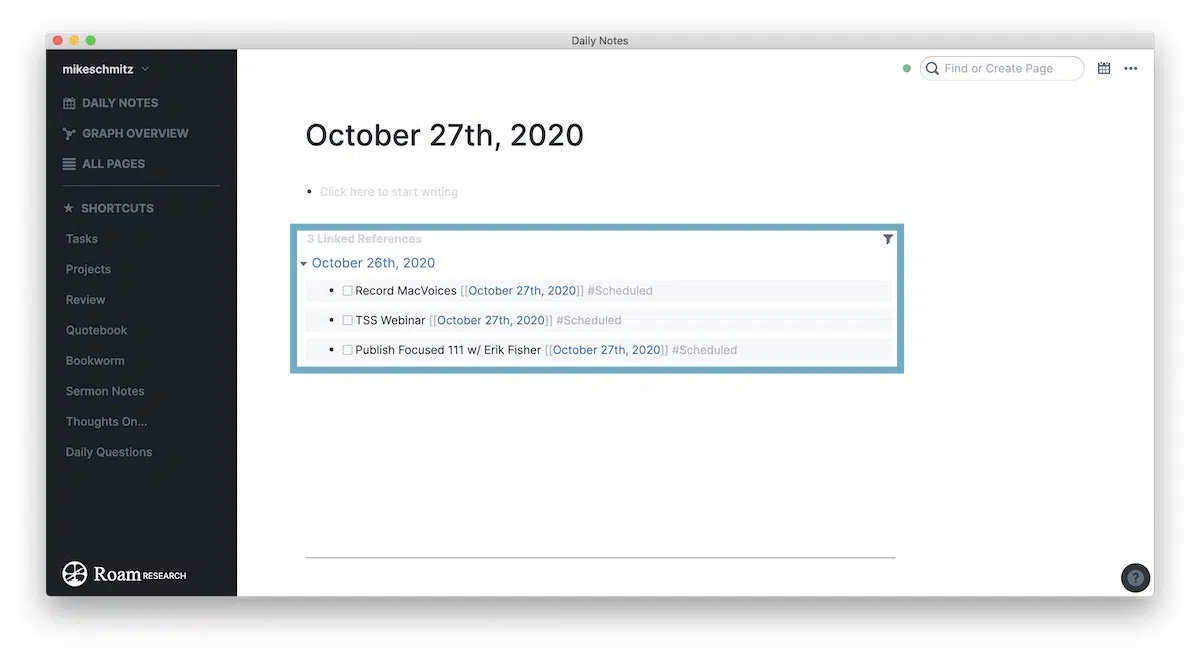 Daily Notes
mikeschmitz
DAILY NOTES
GRAPH OVERVIEW
ALL PAGES
SHORTCUTS
Tasks
Projects
Review
Quotebook
Bookworm
Sermon Notes
Thoughts On...
Daily Questions
Roam RESEARCH
Find or Create Page
October 27th, 2020
Click here to start writing
3 Linked References
October 26th, 2020
Record MacVoices [[October 27th, 2020]] #Scheduled
TSS Webinar [[October 27th, 2020]] #Scheduled
Publish Focused 111 w/ Erik Fisher [[October 27th, 2020]] #Scheduled
?